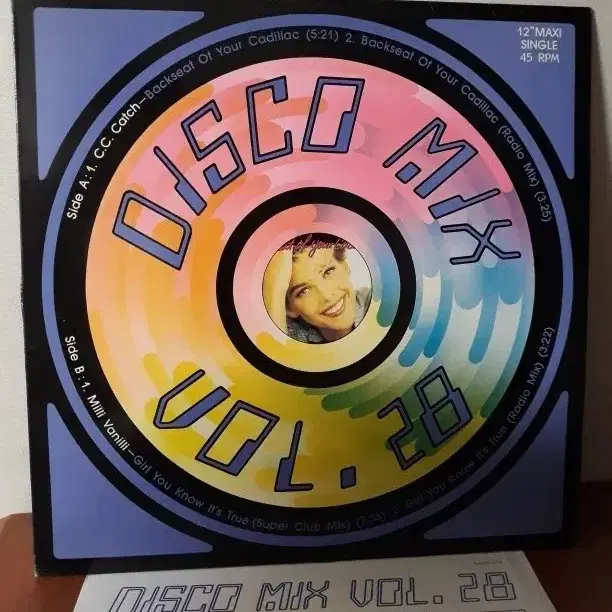 12" MAXI
SINGLE
45 RPM
Side A : 1. C.C. Catch—Backseat Of Your Cadillac (5:21) 2. Backseat Of Your Cadillac (Radio Mix) (3:25)
DISCO MIX
VOL. 28
Side B : 1. Milli Vanilli—Girl You Know It's True (Super Club Mix) 2. Girl You Know It's True (Radio Mix) (3:22)
DISCO MIX VOL. 28